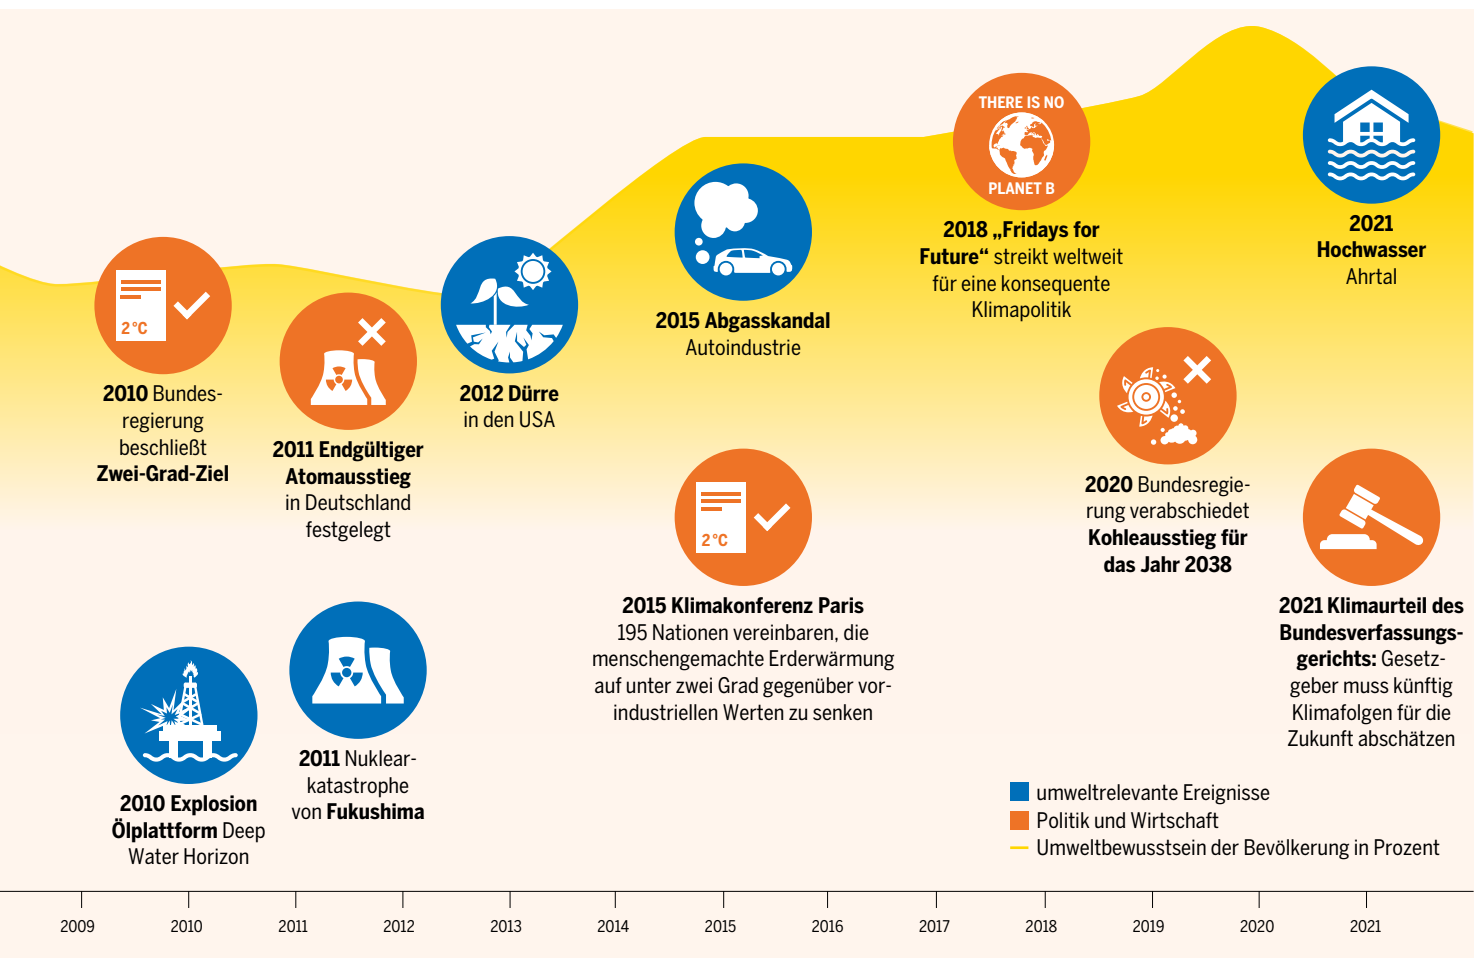 2 °C
2010 Bundes-
regierung
beschließt
Zwei-Grad-Ziel
2010 Explosion
Ölplattform Deep
Water Horizon
2011 Endgültiger
Atomausstieg
in Deutschland
festgelegt
2011 Nuklear-
katastrophe
von Fukushima
2012 Dürre
in den USA
2015 Abgasskandal
Autoindustrie
2 °C
2015 Klimakonferenz Paris
195 Nationen vereinbaren, die
menschengemachte Erderwärmung
auf unter zwei Grad gegenüber vor-
industriellen Werten zu senken
THERE IS NO
PLANET B
2018 „Fridays for
Future“ streikt weltweit
für eine konsequente
Klimapolitik
2020 Bundesregie-
rung verabschiedet
Kohleausstieg für
das Jahr 2038
2021
Hochwasser
Ahrtal
2021 Klimaurteil des
Bundesverfassungs-
gerichts: Gesetz-
geber muss künftig
Klimafolgen für die
Zukunft abschätzen
umweltrelevante Ereignisse
Politik und Wirtschaft
Umweltbewusstsein der Bevölkerung in Prozent
2009 2010 2011 2012 2013 2014 2015 2016 2017 2018 2019 2020 2021